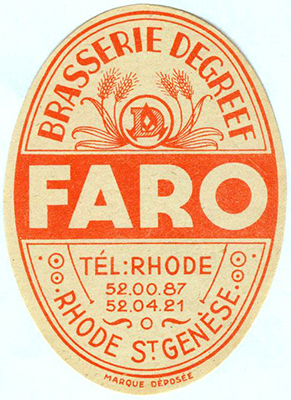 BRASSERIE DEGREEF
D
FARO
TÉL: RHODE
52.00.87
52.04.21
RHODE ST GENÈSE.
MARQUE DÉPOSÉE